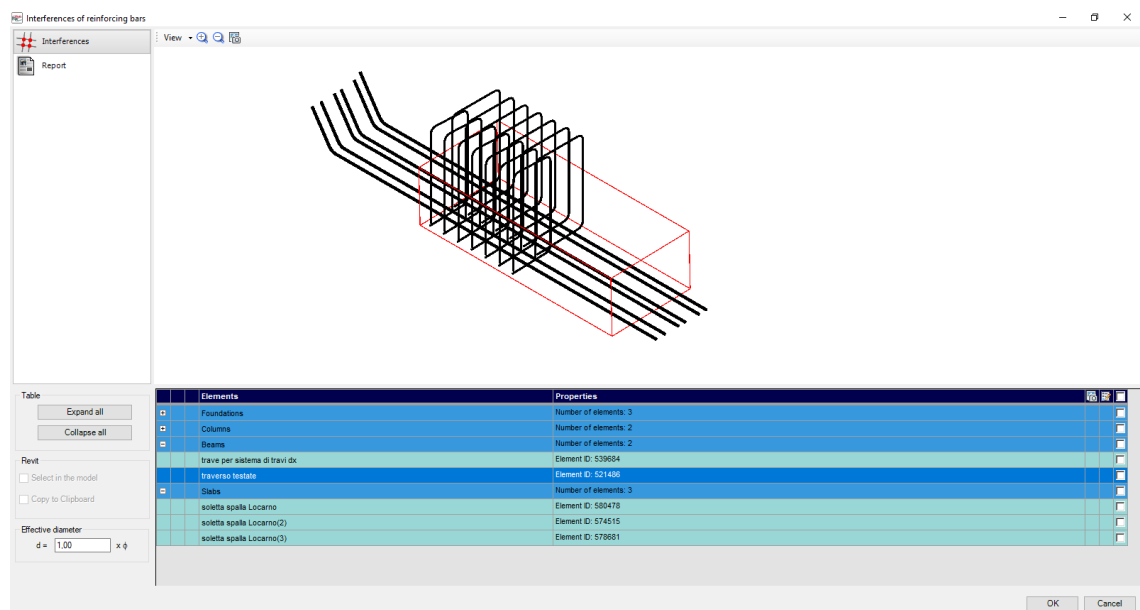 Interferences of reinforcing bars
Interferences
Report
View
Table
Expand all
Collapse all
Revit
Select in the model
Copy to Clipboard
Effective diameter
d = 1,00 x ϕ
Elements Properties
Foundations Number of elements: 3
Columns Number of elements: 2
Beams Number of elements: 2
trave per sistema di travi dx Element ID: 539684
traverso testate Element ID: 521486
Slabs Number of elements: 3
soletta spalla Locarno Element ID: 580478
soletta spalla Locarno(2) Element ID: 574515
soletta spalla Locarno(3) Element ID: 578681
OK Cancel